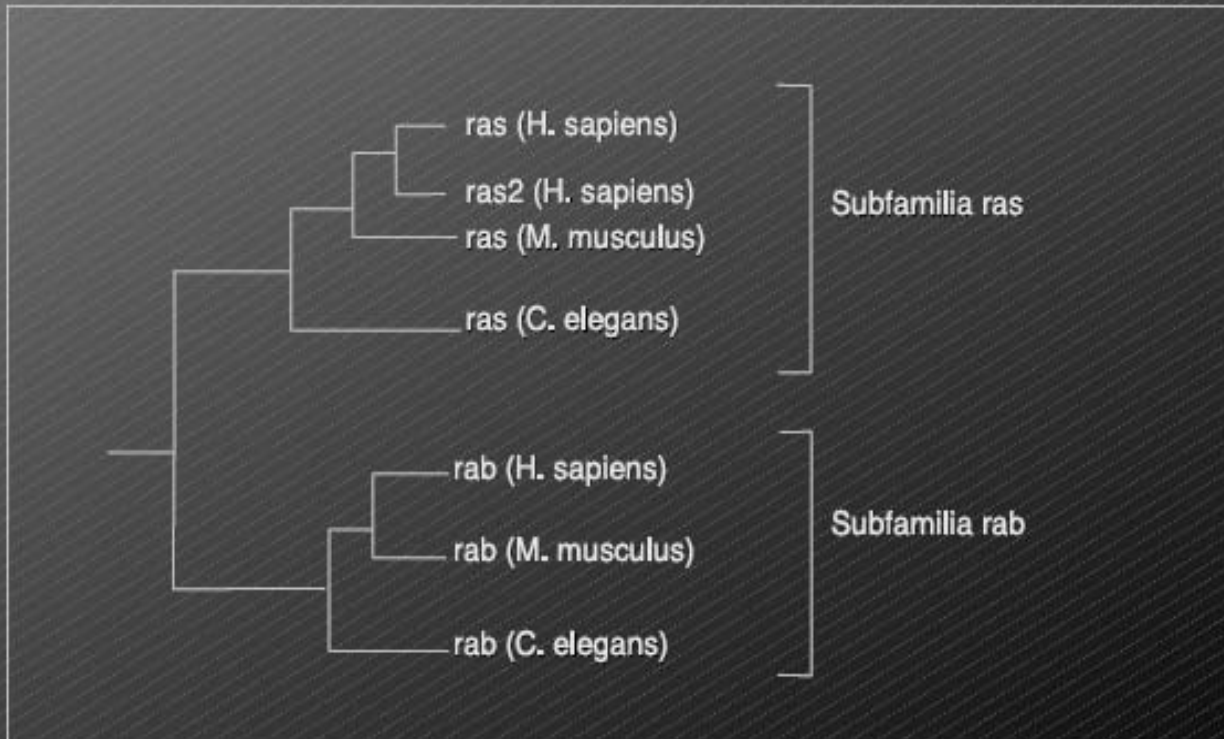 ras (H. sapiens)
ras2 (H. sapiens)
ras (M. musculus)
ras (C. elegans)
Subfamilia ras
rab (H. sapiens)
rab (M. musculus)
rab (C. elegans)
Subfamilia rab